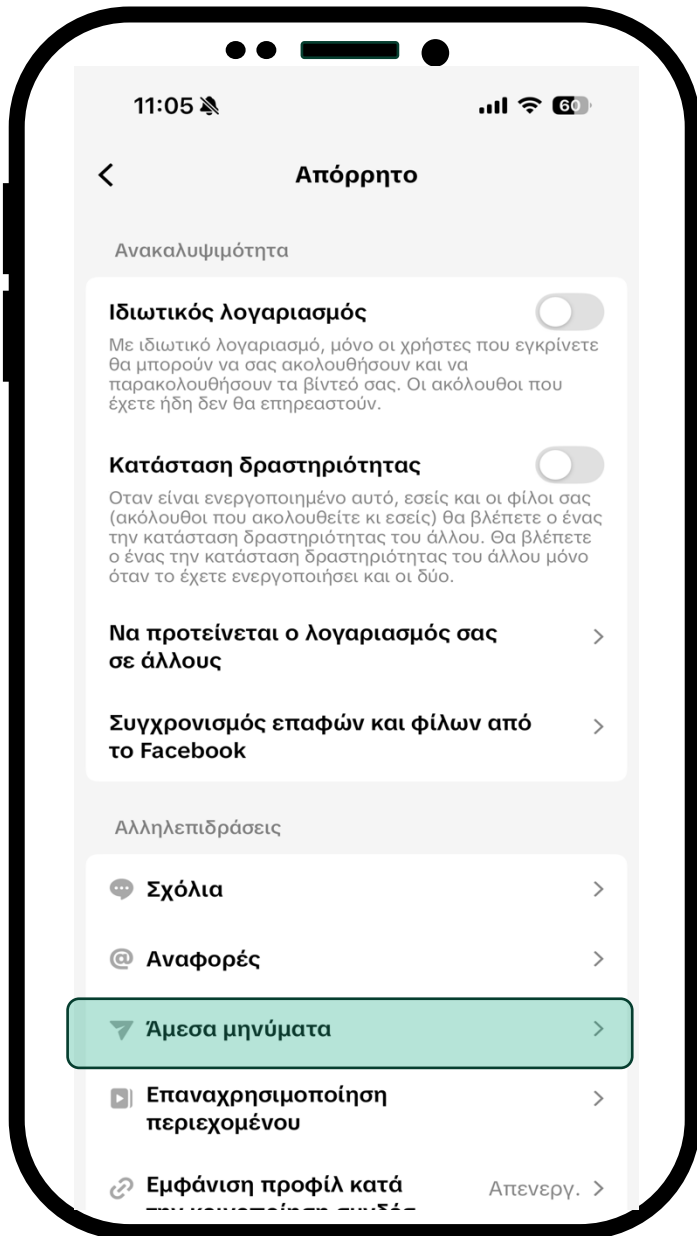 11:05
60
Απόρρητο
Ανακαλυψιμότητα
Ιδιωτικός λογαριασμός
Με ιδιωτικό λογαριασμό, μόνο οι χρήστες που εγκρίνετε
θα μπορούν να σας ακολουθήσουν και να
παρακολουθήσουν τα βίντεό σας. Οι ακόλουθοι που
έχετε ήδη δεν θα επηρεαστούν.
Κατάσταση δραστηριότητας
Οταν είναι ενεργοποιημένο αυτό, εσείς και οι φίλοι σας
(ακόλουθοι που ακολουθείτε κι εσείς) θα βλέπετε ο ένας
την κατάσταση δραστηριότητας του άλλου. Θα βλέπετε
ο ένας την κατάσταση δραστηριότητας του άλλου μόνο
όταν το έχετε ενεργοποιήσει και οι δύο.
Να προτείνεται ο λογαριασμός σας
σε άλλους
Συγχρονισμός επαφών και φίλων από
το Facebook
Αλληλεπιδράσεις
Σχόλια
Αναφορές
Άμεσα μηνύματα
Επαναχρησιμοποίηση
περιεχομένου
Εμφάνιση προφίλ κατά
Απενεργ.